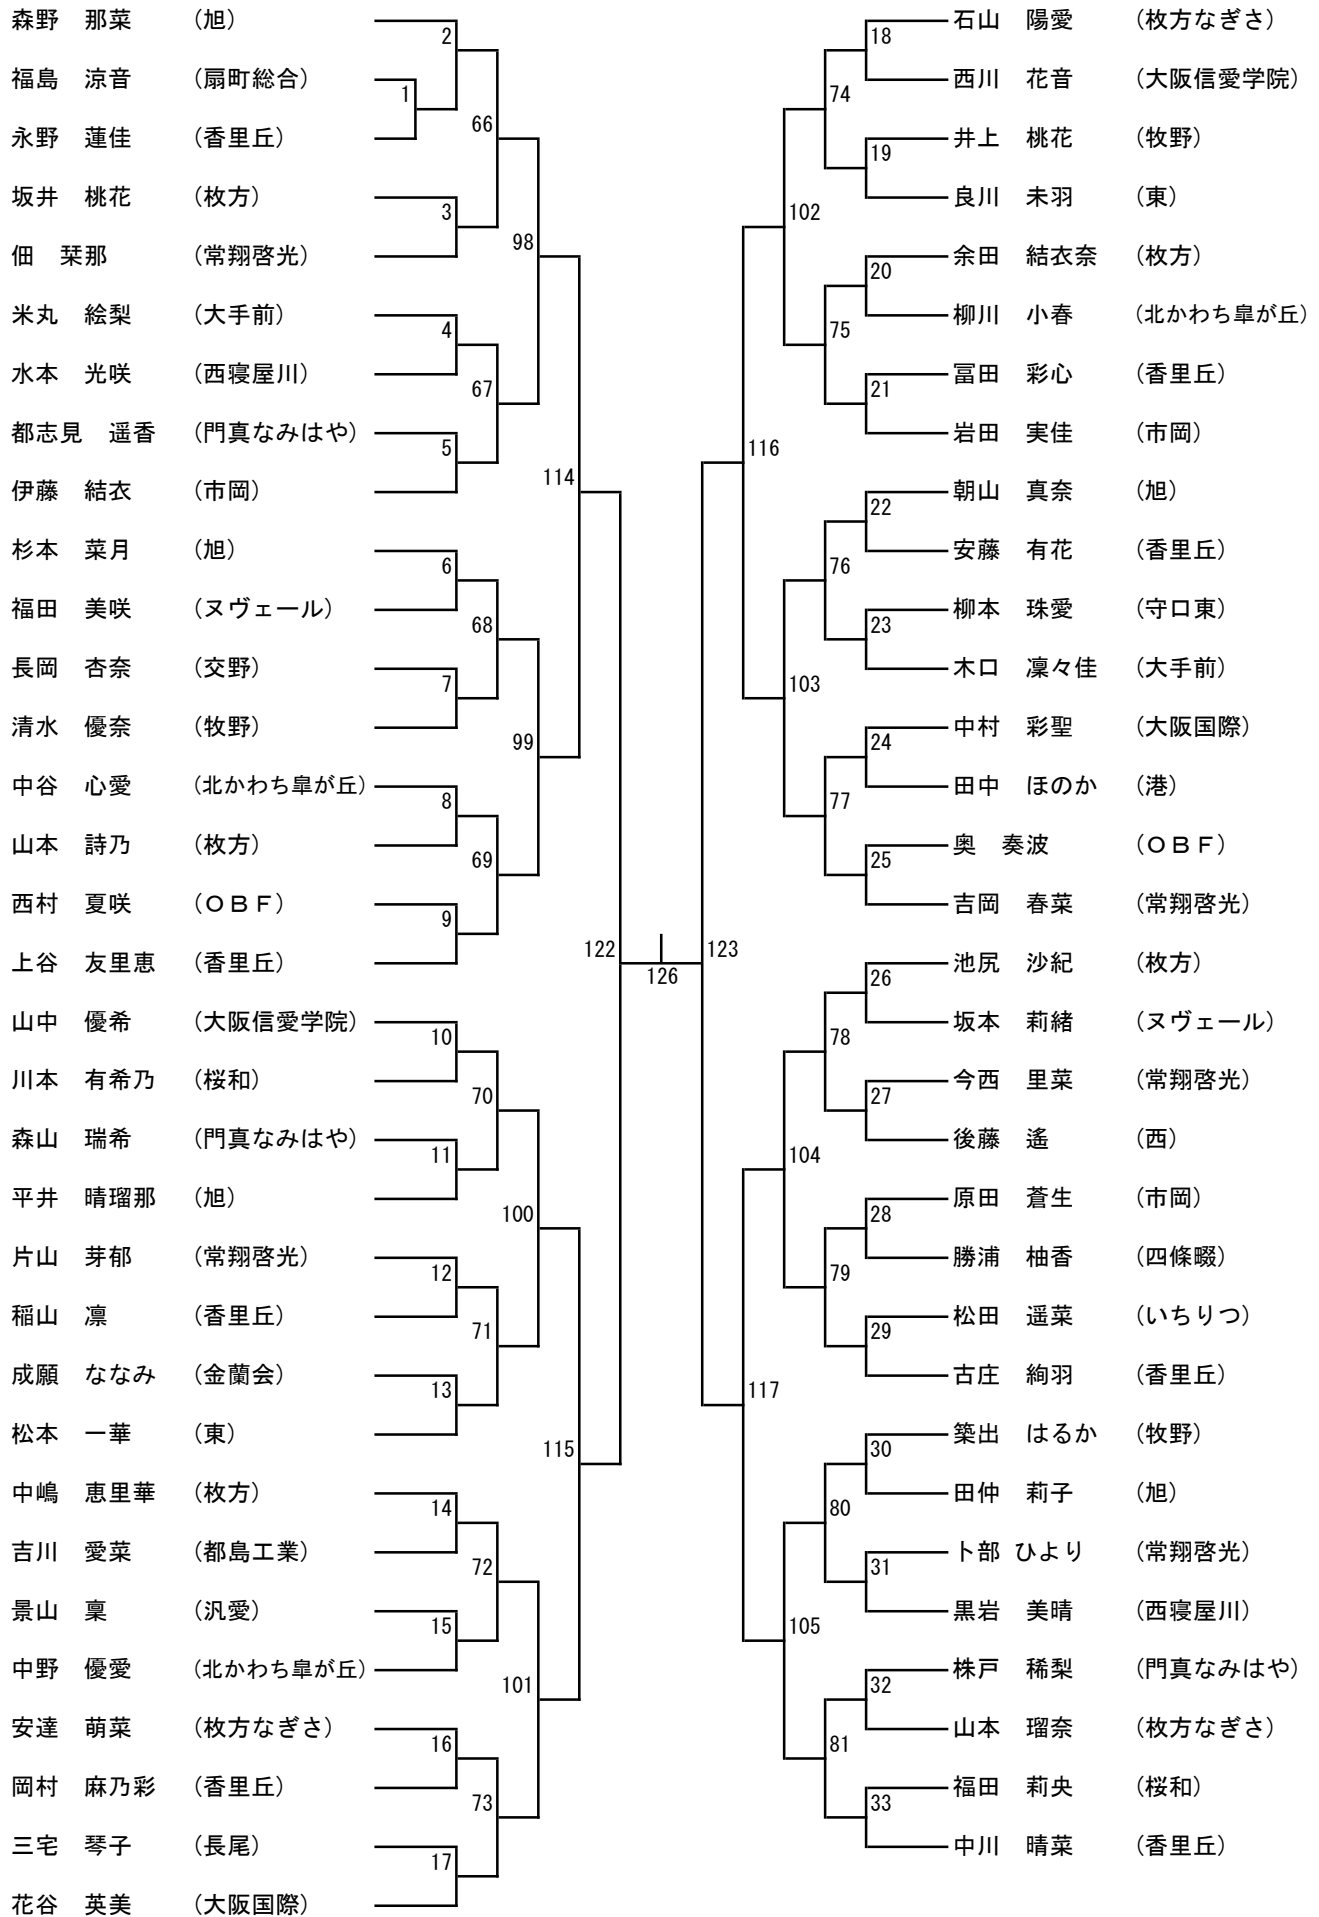 森野　那菜　（旭）
福島　涼音　（扇町総合）
永野　蓮佳　（香里丘）
坂井　桃花　（枚方）
佃　栞那　（常翔啓光）
米丸　絵梨　（大手前）
水本　光咲　（西寝屋川）
都志見　遥香　（門真なみはや）
伊藤　結衣　（市岡）
杉本　菜月　（旭）
福田　美咲　（ヌヴェール）
長岡　杏奈　（交野）
清水　優奈　（牧野）
中谷　心愛　（北かわち皐が丘）
山本　詩乃　（枚方）
西村　夏咲　（ＯＢＦ）
上谷　友里恵　（香里丘）
山中　優希　（大阪信愛学院）
川本　有希乃　（桜和）
森山　瑞希　（門真なみはや）
平井　晴瑠那　（旭）
片山　芽郁　（常翔啓光）
稲山　凛　（香里丘）
成願　ななみ　（金蘭会）
松本　一華　（東）
中嶋　恵里華　（枚方）
吉川　愛菜　（都島工業）
景山　稟　（汎愛）
中野　優愛　（北かわち皐が丘）
安達　萌菜　（枚方なぎさ）
岡村　麻乃彩　（香里丘）
三宅　琴子　（長尾）
花谷　英美　（大阪国際）
1
2
3
4
5
6
7
8
9
10
11
12
13
14
15
16
17
66
67
68
69
70
71
72
73
98
99
100
101
114
115
122
126
123
116
117
102
103
104
105
74
75
76
77
78
79
80
81
18
19
20
21
22
23
24
25
26
27
28
29
30
31
32
33
石山　陽愛　（枚方なぎさ）
西川　花音　（大阪信愛学院）
井上　桃花　（牧野）
良川　未羽　（東）
余田　結衣奈　（枚方）
柳川　小春　（北かわち皐が丘）
冨田　彩心　（香里丘）
岩田　実佳　（市岡）
朝山　真奈　（旭）
安藤　有花　（香里丘）
柳本　珠愛　（守口東）
木口　凜々佳　（大手前）
中村　彩聖　（大阪国際）
田中　ほのか　（港）
奥　奏波　（ＯＢＦ）
吉岡　春菜　（常翔啓光）
池尻　沙紀　（枚方）
坂本　莉緒　（ヌヴェール）
今西　里菜　（常翔啓光）
後藤　遙　（西）
原田　蒼生　（市岡）
勝浦　柚香　（四條畷）
松田　遥菜　（いちりつ）
古庄　絢羽　（香里丘）
築出　はるか　（牧野）
田仲　莉子　（旭）
卜部 ひより　（常翔啓光）
黒岩　美晴　（西寝屋川）
株戸　稀梨　（門真なみはや）
山本　瑠奈　（枚方なぎさ）
福田　莉央　（桜和）
中川　晴菜　（香里丘）